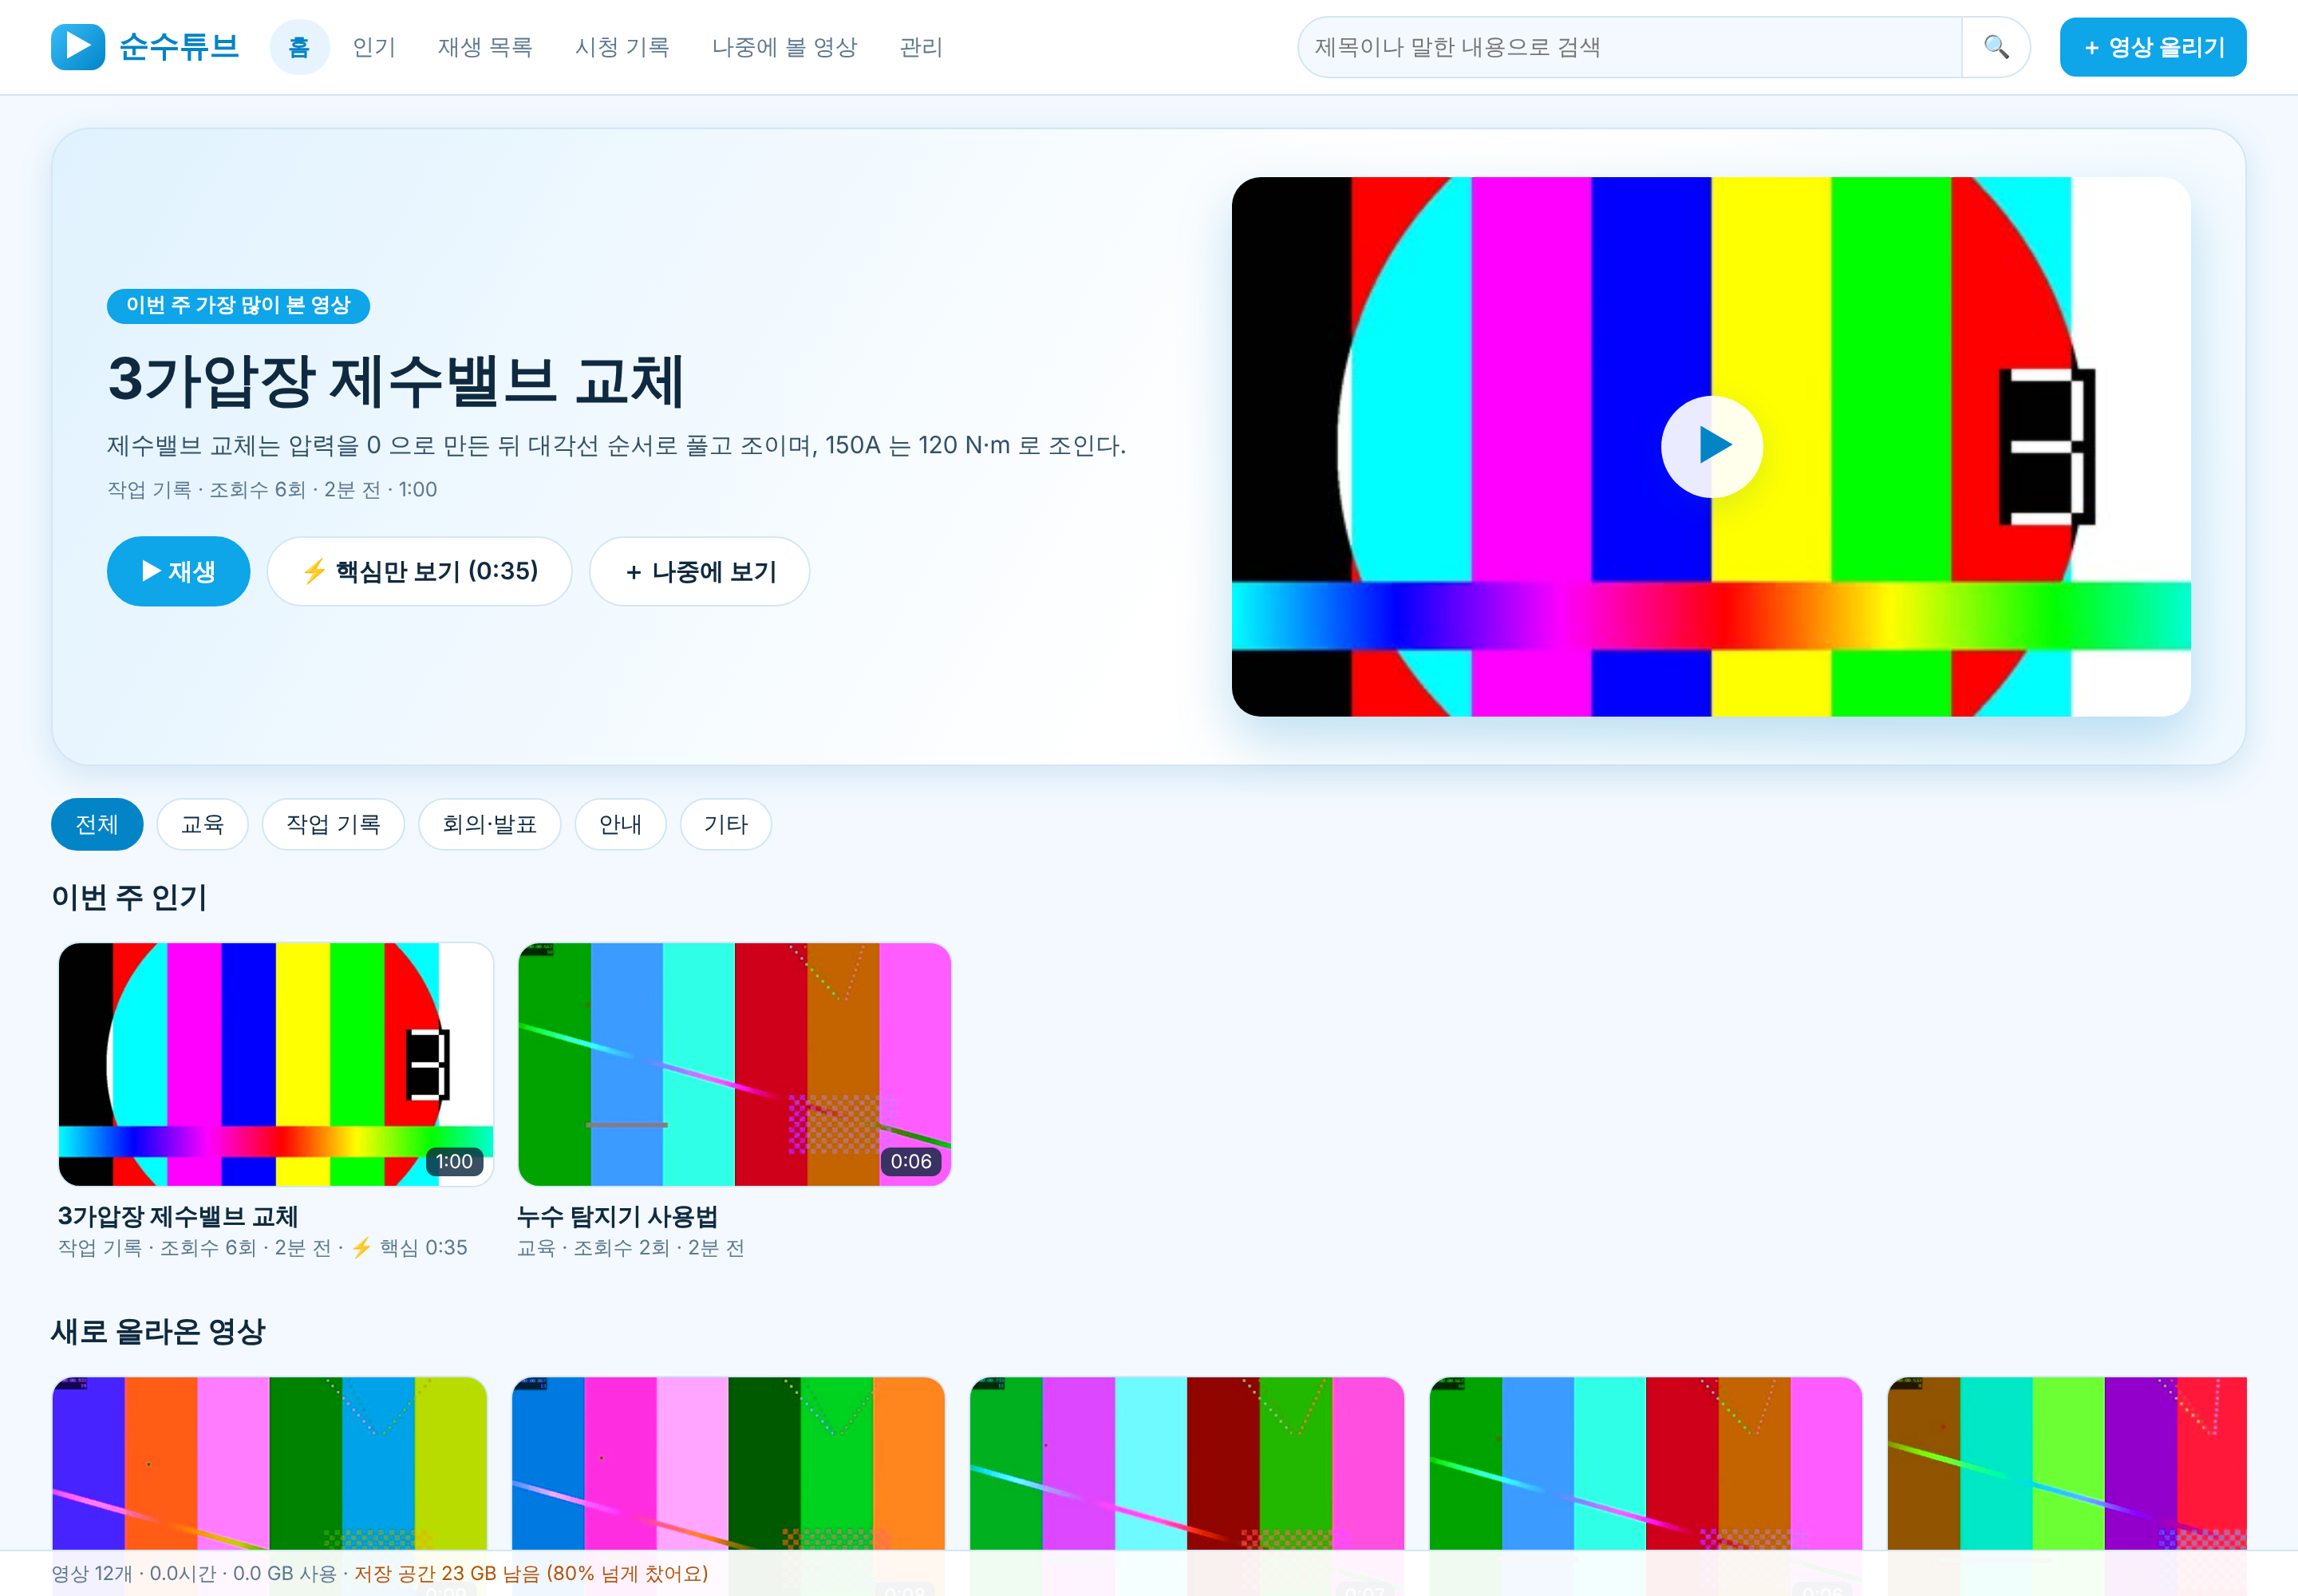 순수튜브
홈
인기
재생 목록
시청 기록
나중에 볼 영상
관리
제목이나 말한 내용으로 검색
+ 영상 올리기
이번 주 가장 많이 본 영상
3가압장 제수밸브 교체
제수밸브 교체는 압력을 0 으로 만든 뒤 대각선 순서로 풀고 조이며, 150A 는 120 N·m 로 조인다.
작업 기록 · 조회수 6회 · 2분 전 · 1:00
▶ 재생
⚡ 핵심만 보기 (0:35)
+ 나중에 보기
3
전체
교육
작업 기록
회의·발표
안내
기타
이번 주 인기
3
1:00
0:06
3가압장 제수밸브 교체
작업 기록 · 조회수 6회 · 2분 전 · ⚡ 핵심 0:35
누수 탐지기 사용법
교육 · 조회수 2회 · 2분 전
새로 올라온 영상
영상 12개 · 0.0시간 · 0.0 GB 사용 · 저장 공간 23 GB 남음 (80% 넘게 찼어요)